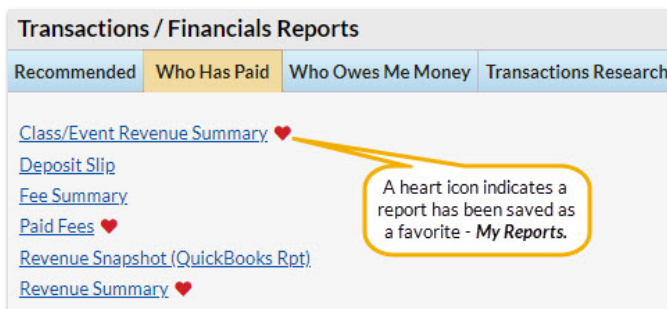 Transactions / Financials Reports
Recommended Who Has Paid Who Owes Me Money Transactions Research
Class/Event Revenue Summary
Deposit Slip
Fee Summary
Paid Fees
Revenue Snapshot (QuickBooks Rpt)
Revenue Summary
A heart icon indicates a
report has been saved as
a favorite - My Reports.